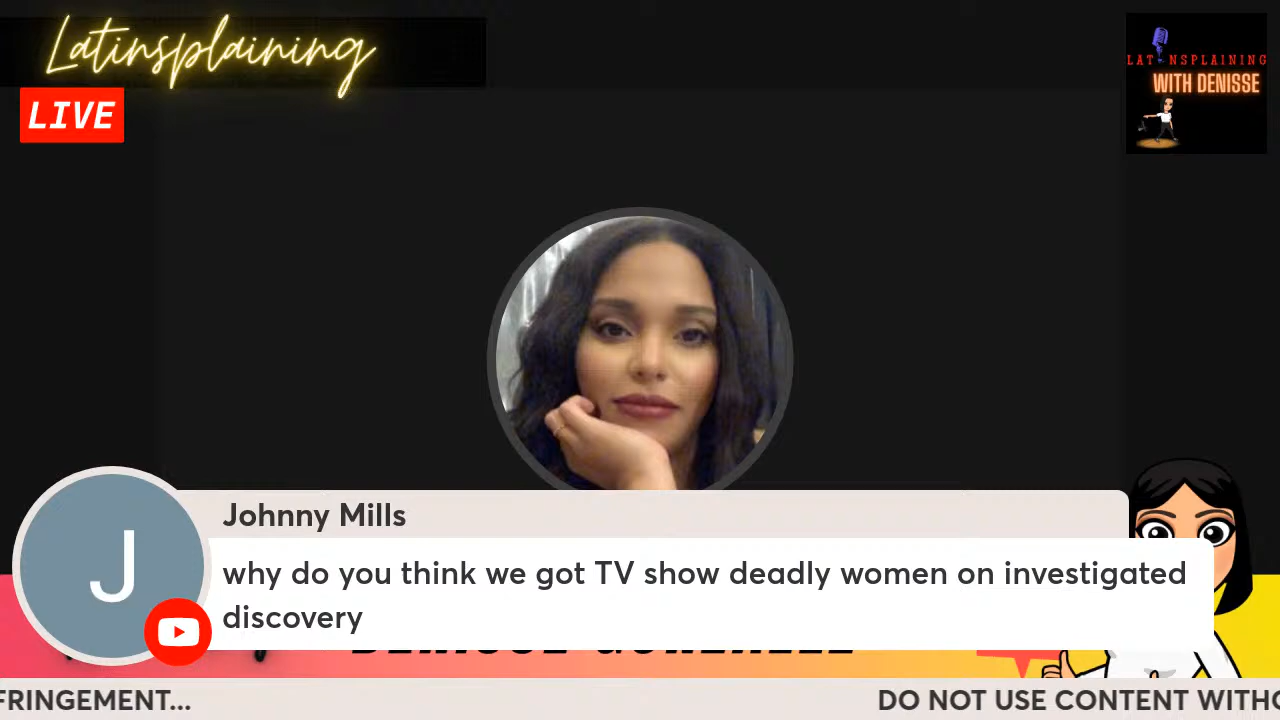 Latinsplaining
LIVE
LAT NSPLAINING
WITH DENISSE
J
Johnny Mills
why do you think we got TV show deadly women on investigated
discovery
FRINGEMENT...
DO NOT USE CONTENT WITHO